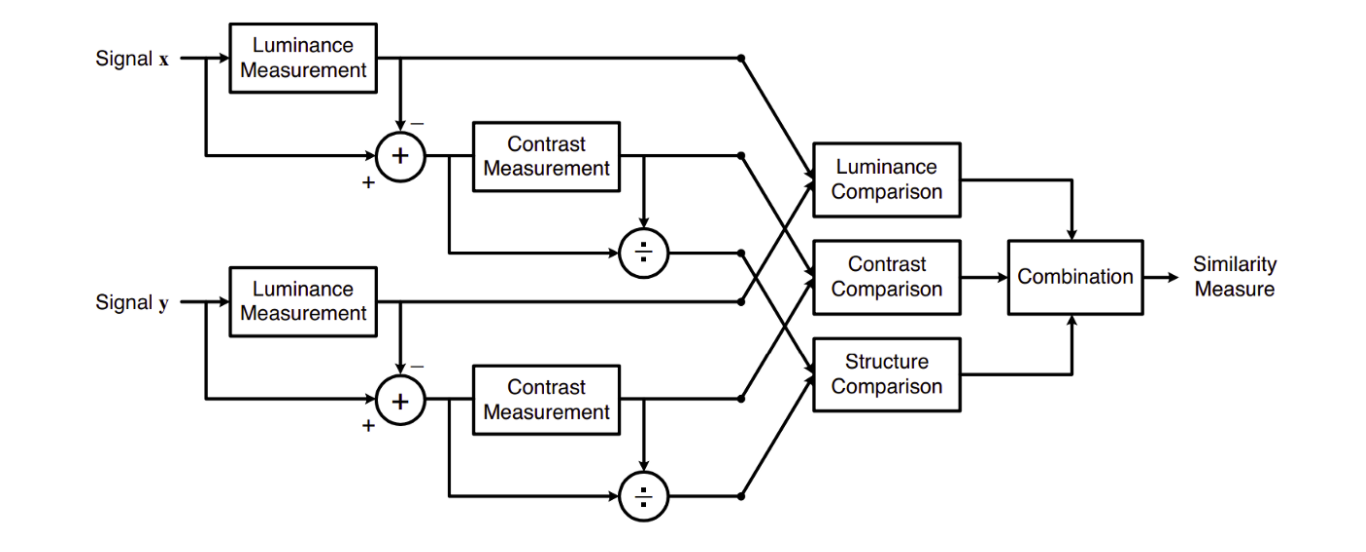 Signal x
Luminance
Measurement
−
+
+
Contrast
Measurement
÷
Signal y
Luminance
Measurement
−
+
+
Contrast
Measurement
÷
Luminance
Comparison
Contrast
Comparison
Structure
Comparison
Combination
Similarity
Measure